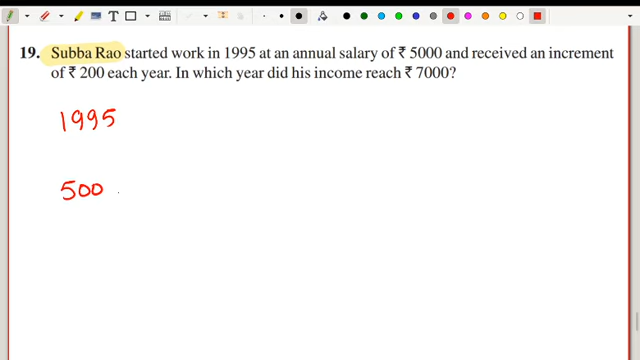 19. Subba Rao started work in 1995 at an annual salary of ₹ 5000 and received an increment
of ₹ 200 each year. In which year did his income reach ₹ 7000?
1995
500